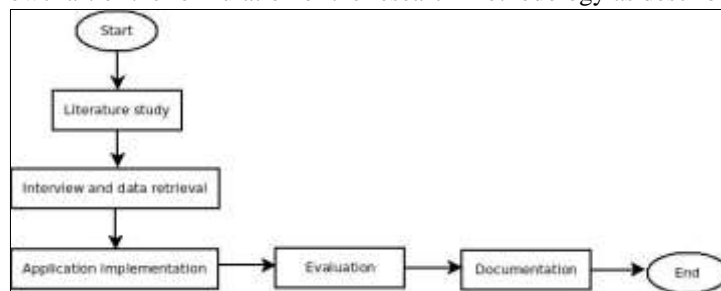 Start
Literature study
Interview and data retrieval
Application implementation
Evaluation
Documentation
End